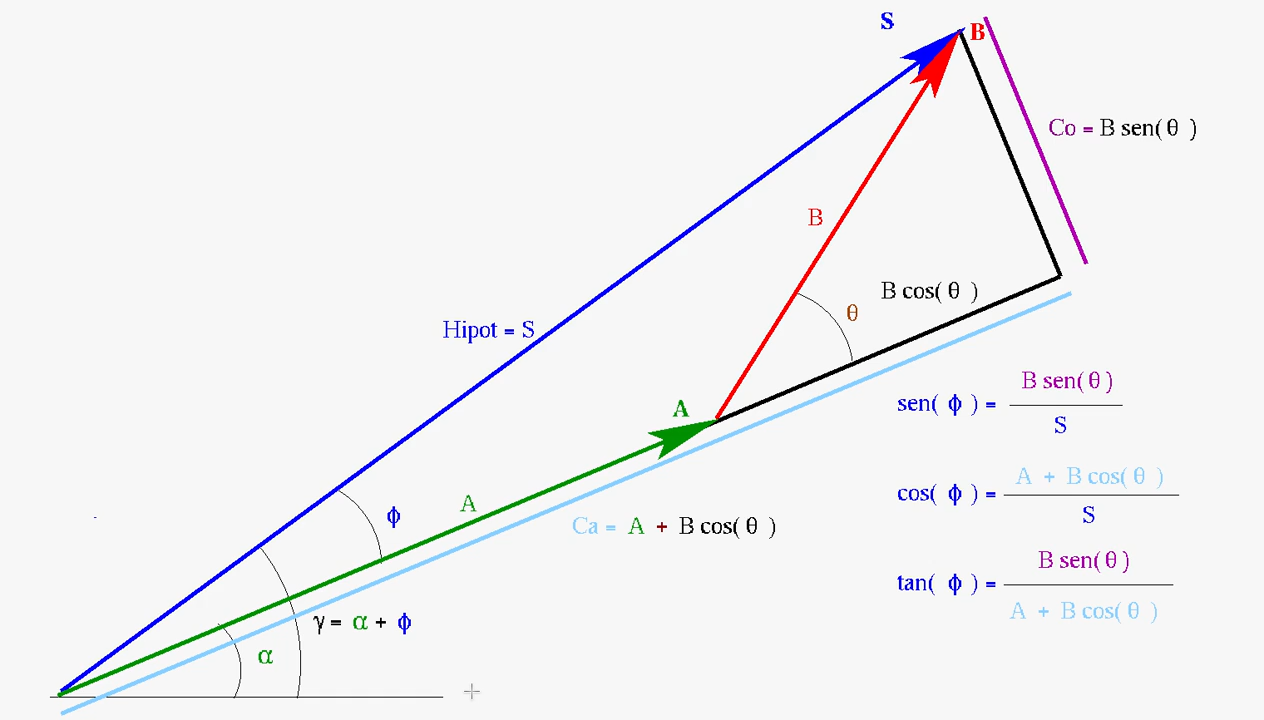 S
B
Co = B sen( θ )
B
B cos( θ )
θ
Hipot = S
A
sen( ϕ ) = B sen( θ )
S
A
ϕ
Ca = A + B cos( θ )
cos( ϕ ) = A + B cos( θ )
S
tan( ϕ ) = B sen( θ )
A + B cos( θ )
γ = α + ϕ
α